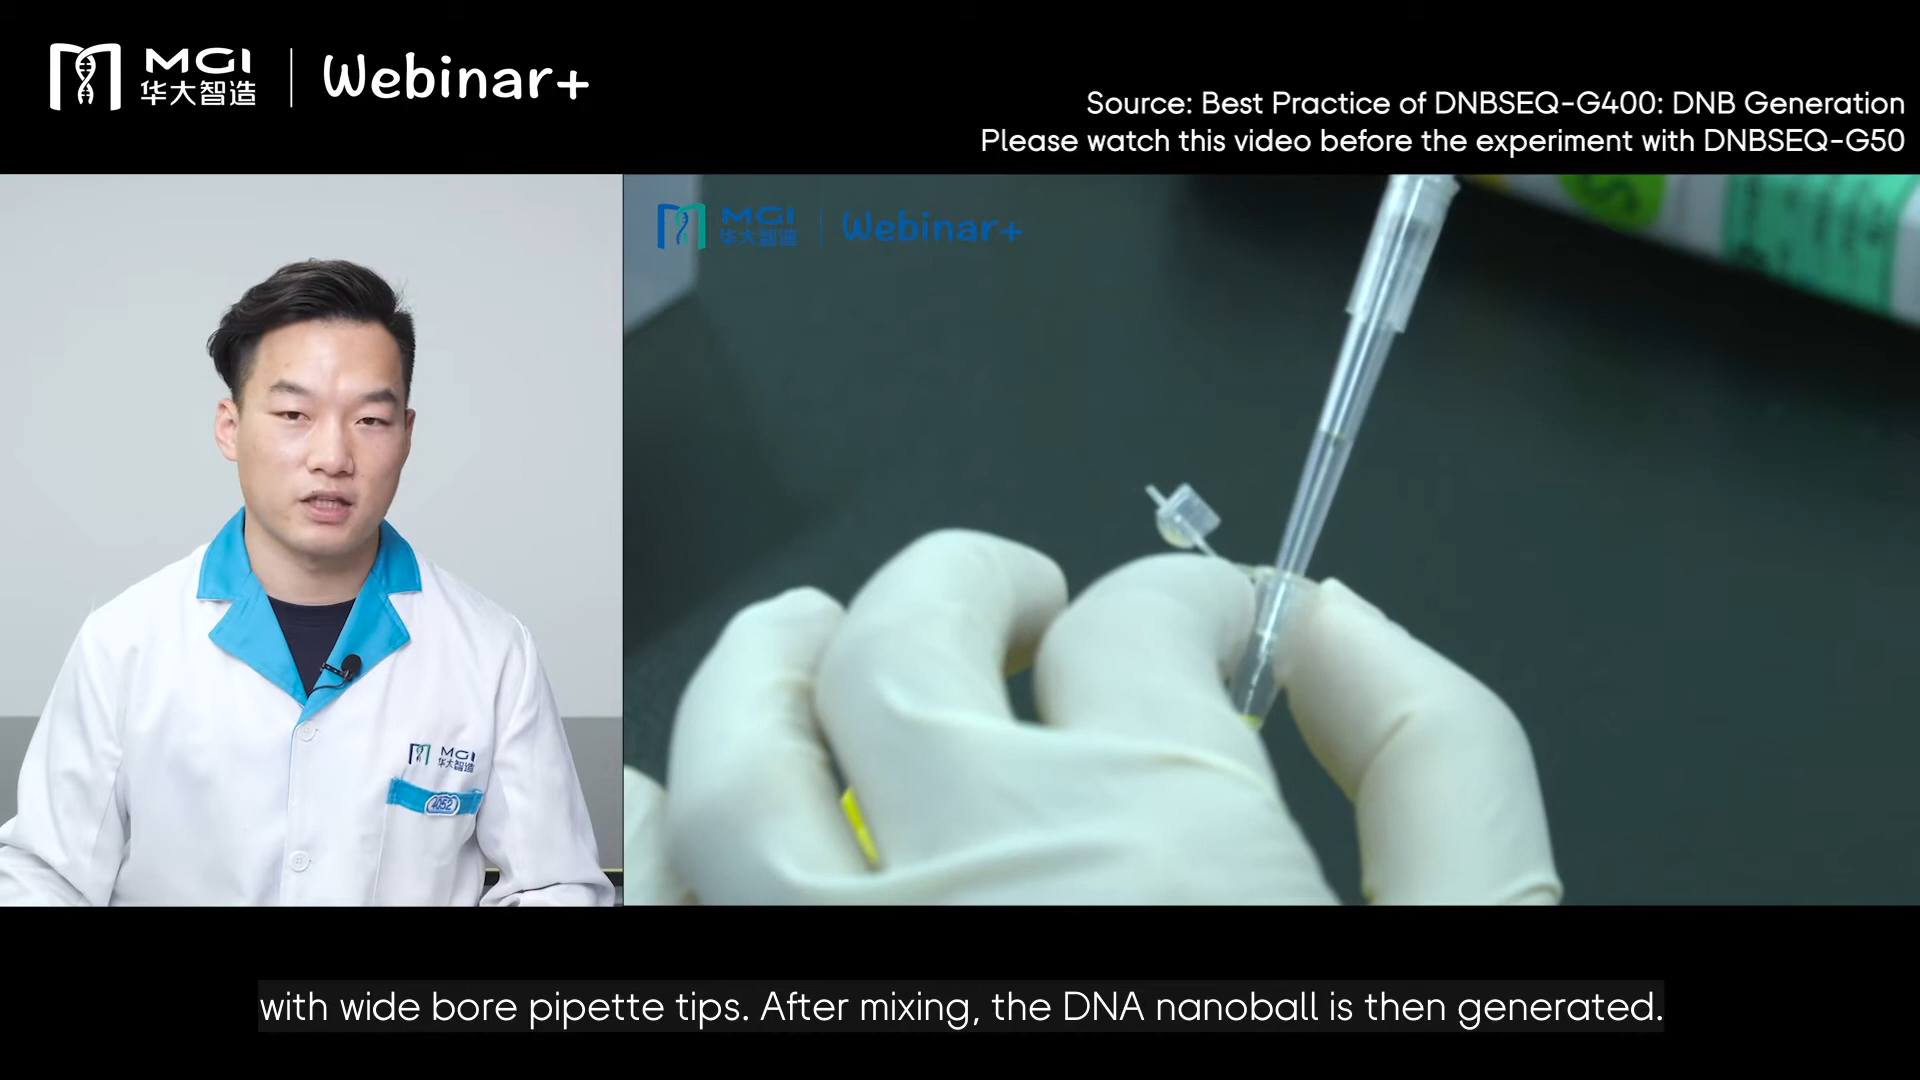 MGI
华大智造
Webinar+
Source: Best Practice of DNBSEQ-G400: DNB Generation
Please watch this video before the experiment with DNBSEQ-G50
MGI
华大智造
Webinar+
MGI
华大智造
4052
with wide bore pipette tips. After mixing, the DNA nanoball is then generated.